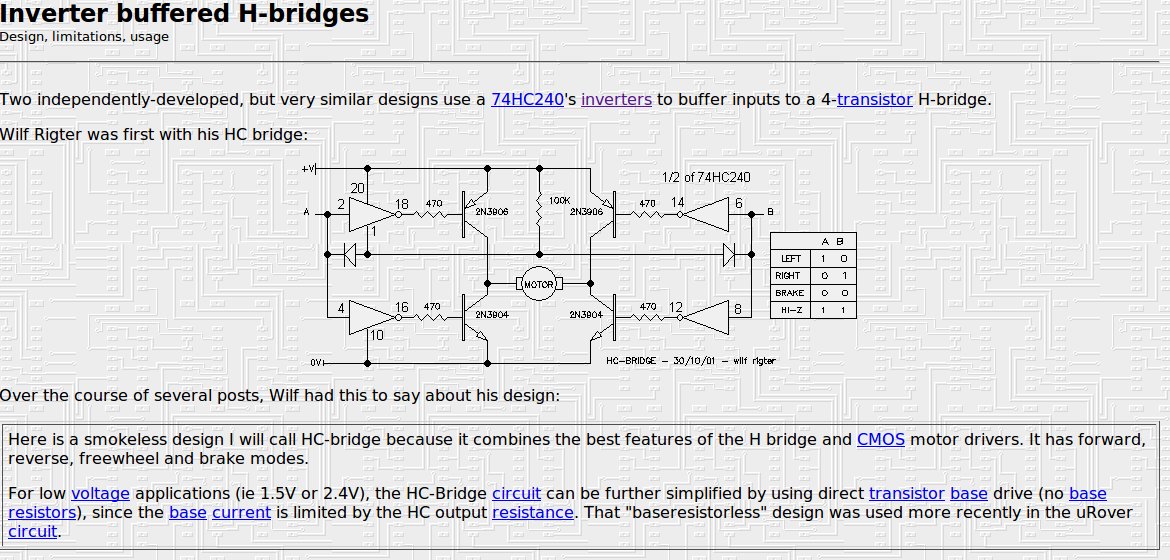 Inverter buffered H-bridges
Design, limitations, usage
Two independently-developed, but very similar designs use a 74HC240's inverters to buffer inputs to a 4-transistor H-bridge.
Wilf Rigter was first with his HC bridge:
+V
1/2 of 74HC240
20
A 2 18 470 2N3906 100K 2N3906 470 14 6 B
1
A B
LEFT 1 0
RIGHT 0 1
BRAKE 0 0
HI-Z 1 1
MOTOR
4 16 470 2N3904 2N3904 470 12 8
10
0V
HC-BRIDGE - 30/10/01 - wilf rigter
Over the course of several posts, Wilf had this to say about his design:
Here is a smokeless design I will call HC-bridge because it combines the best features of the H bridge and CMOS motor drivers. It has forward,
reverse, freewheel and brake modes.
For low voltage applications (ie 1.5V or 2.4V), the HC-Bridge circuit can be further simplified by using direct transistor base drive (no base
resistors), since the base current is limited by the HC output resistance. That "baseresistorless" design was used more recently in the uRover
circuit.